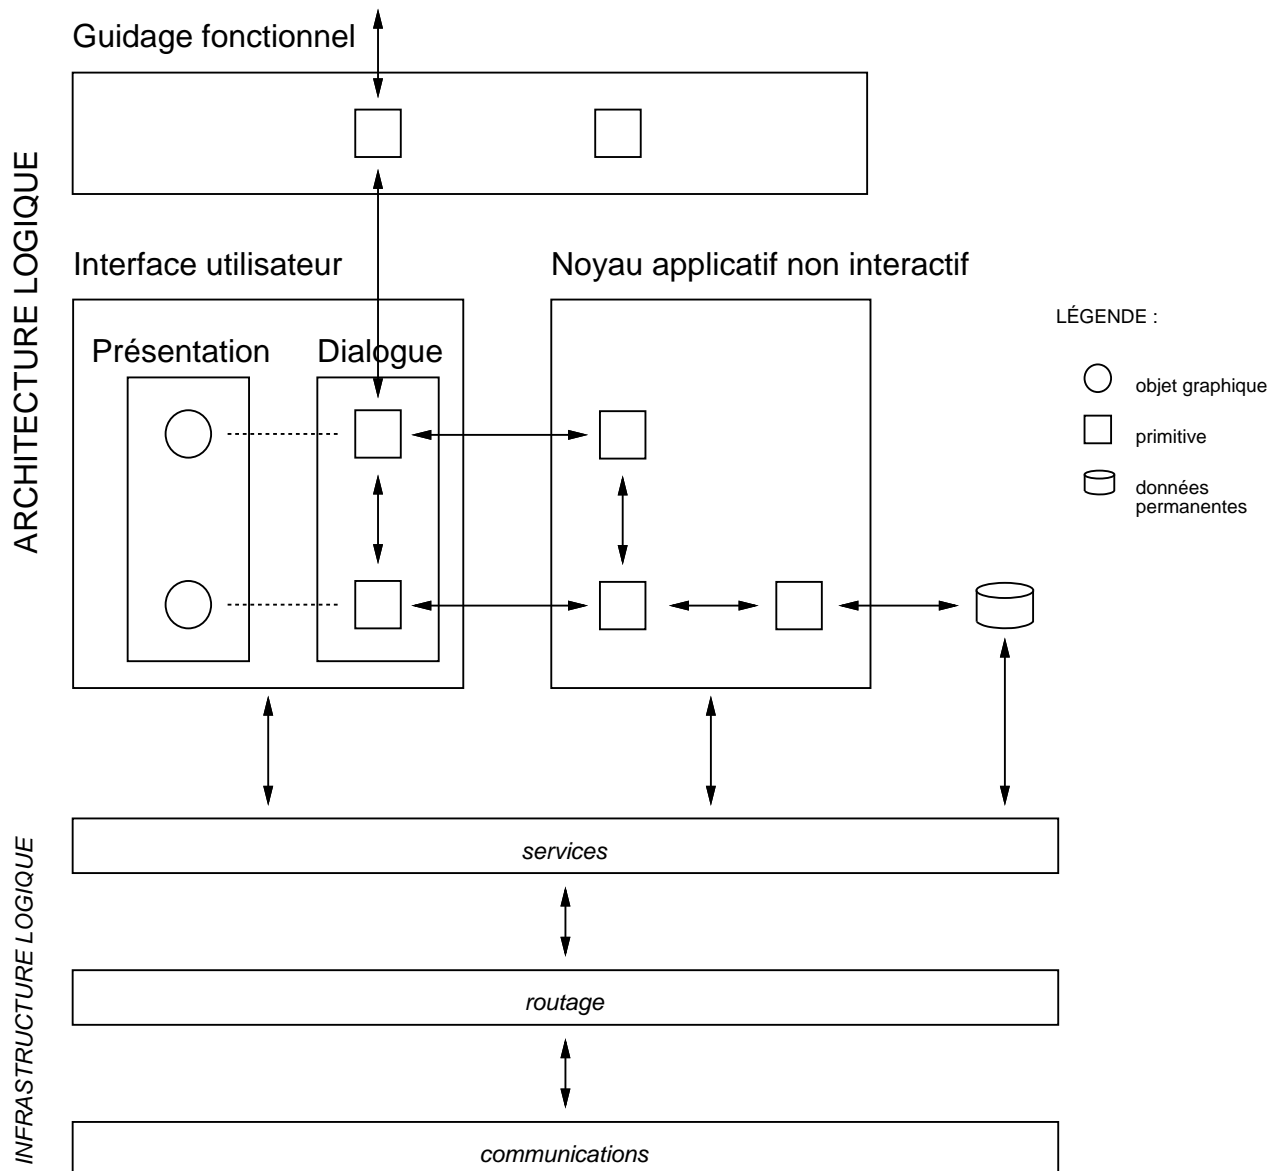 Guidage fonctionnel
ARCHITECTURE LOGIQUE
Interface utilisateur
Noyau applicatif non interactif
Présentation
Dialogue
LÉGENDE :
objet graphique
primitive
données
permanentes
INFRASTRUCTURE LOGIQUE
services
routage
communications